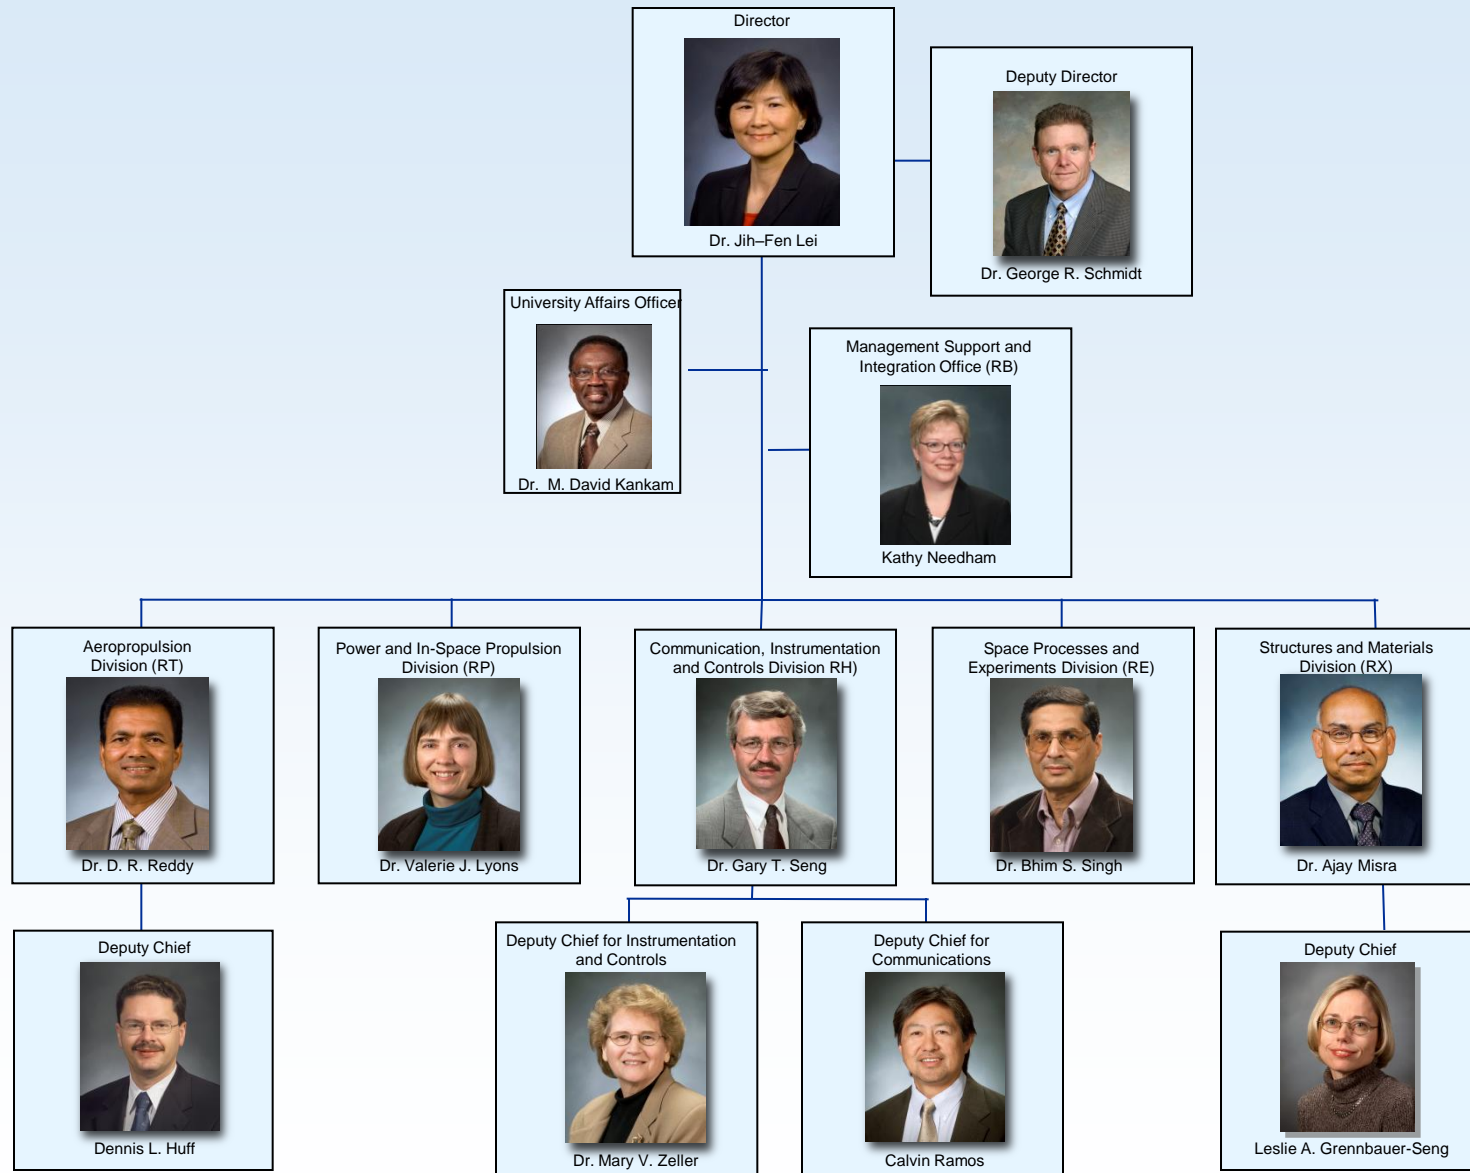 Director
Dr. Jih–Fen Lei
Deputy Director
Dr. George R. Schmidt
University Affairs Officer
Dr. M. David Kankam
Management Support and
Integration Office (RB)
Kathy Needham
Aeropropulsion
Division (RT)
Dr. D. R. Reddy
Power and In-Space Propulsion
Division (RP)
Dr. Valerie J. Lyons
Communication, Instrumentation
and Controls Division RH)
Dr. Gary T. Seng
Space Processes and
Experiments Division (RE)
Dr. Bhim S. Singh
Structures and Materials
Division (RX)
Dr. Ajay Misra
Deputy Chief
Dennis L. Huff
Deputy Chief for Instrumentation
and Controls
Dr. Mary V. Zeller
Deputy Chief for
Communications
Calvin Ramos
Deputy Chief
Leslie A. Grennbauer-Seng